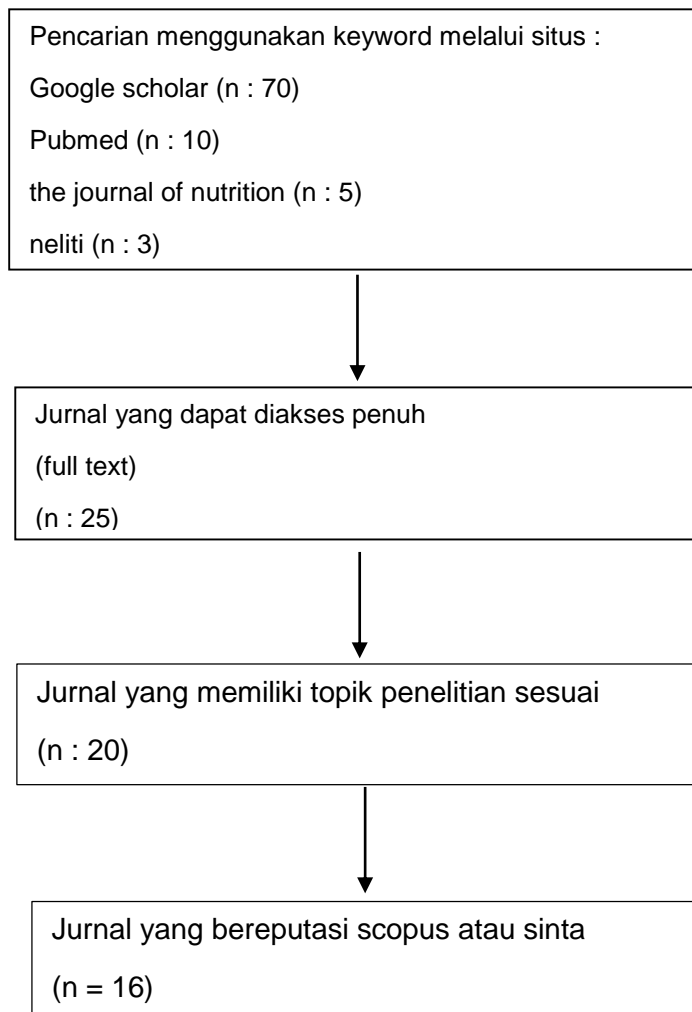 Pencarian menggunakan keyword melalui situs :
Google scholar (n : 70)
Pubmed (n : 10)
the journal of nutrition (n : 5)
neliti (n : 3)
Jurnal yang dapat diakses penuh
(full text)
(n : 25)
Jurnal yang memiliki topik penelitian sesuai
(n : 20)
Jurnal yang bereputasi scopus atau sinta
(n = 16)